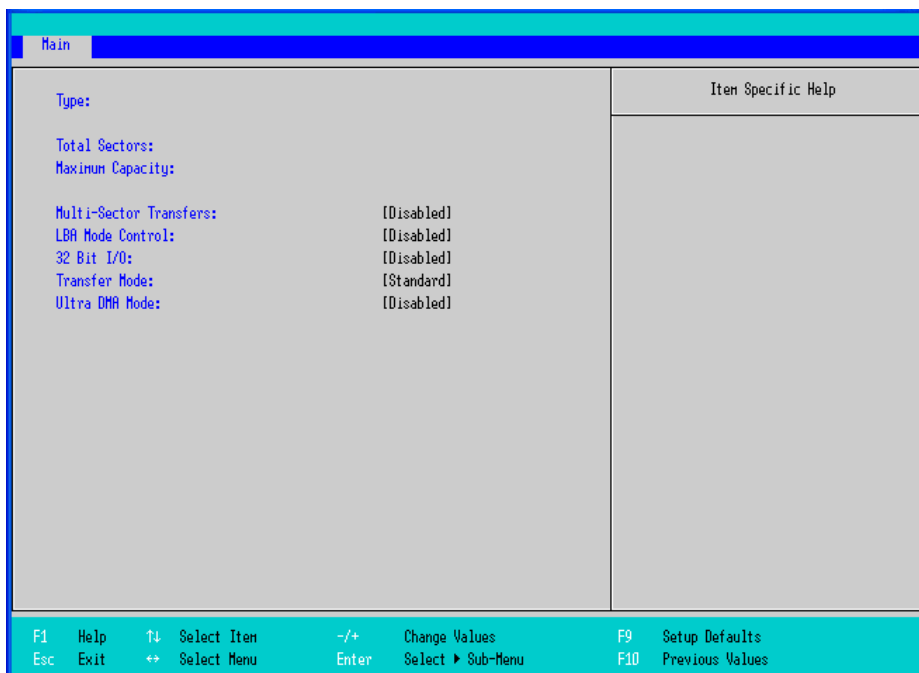 Main
Type:
Item Specific Help
Total Sectors:
Maximum Capacity:
Multi-Sector Transfers: [Disabled]
LBA Mode Control: [Disabled]
32 Bit I/O: [Disabled]
Transfer Mode: [Standard]
Ultra DMA Mode: [Disabled]
F1 Help ↑↓ Select Item -/+ Change Values F9 Setup Defaults
Esc Exit ↔ Select Menu Enter Select ▶ Sub-Menu F10 Previous Values